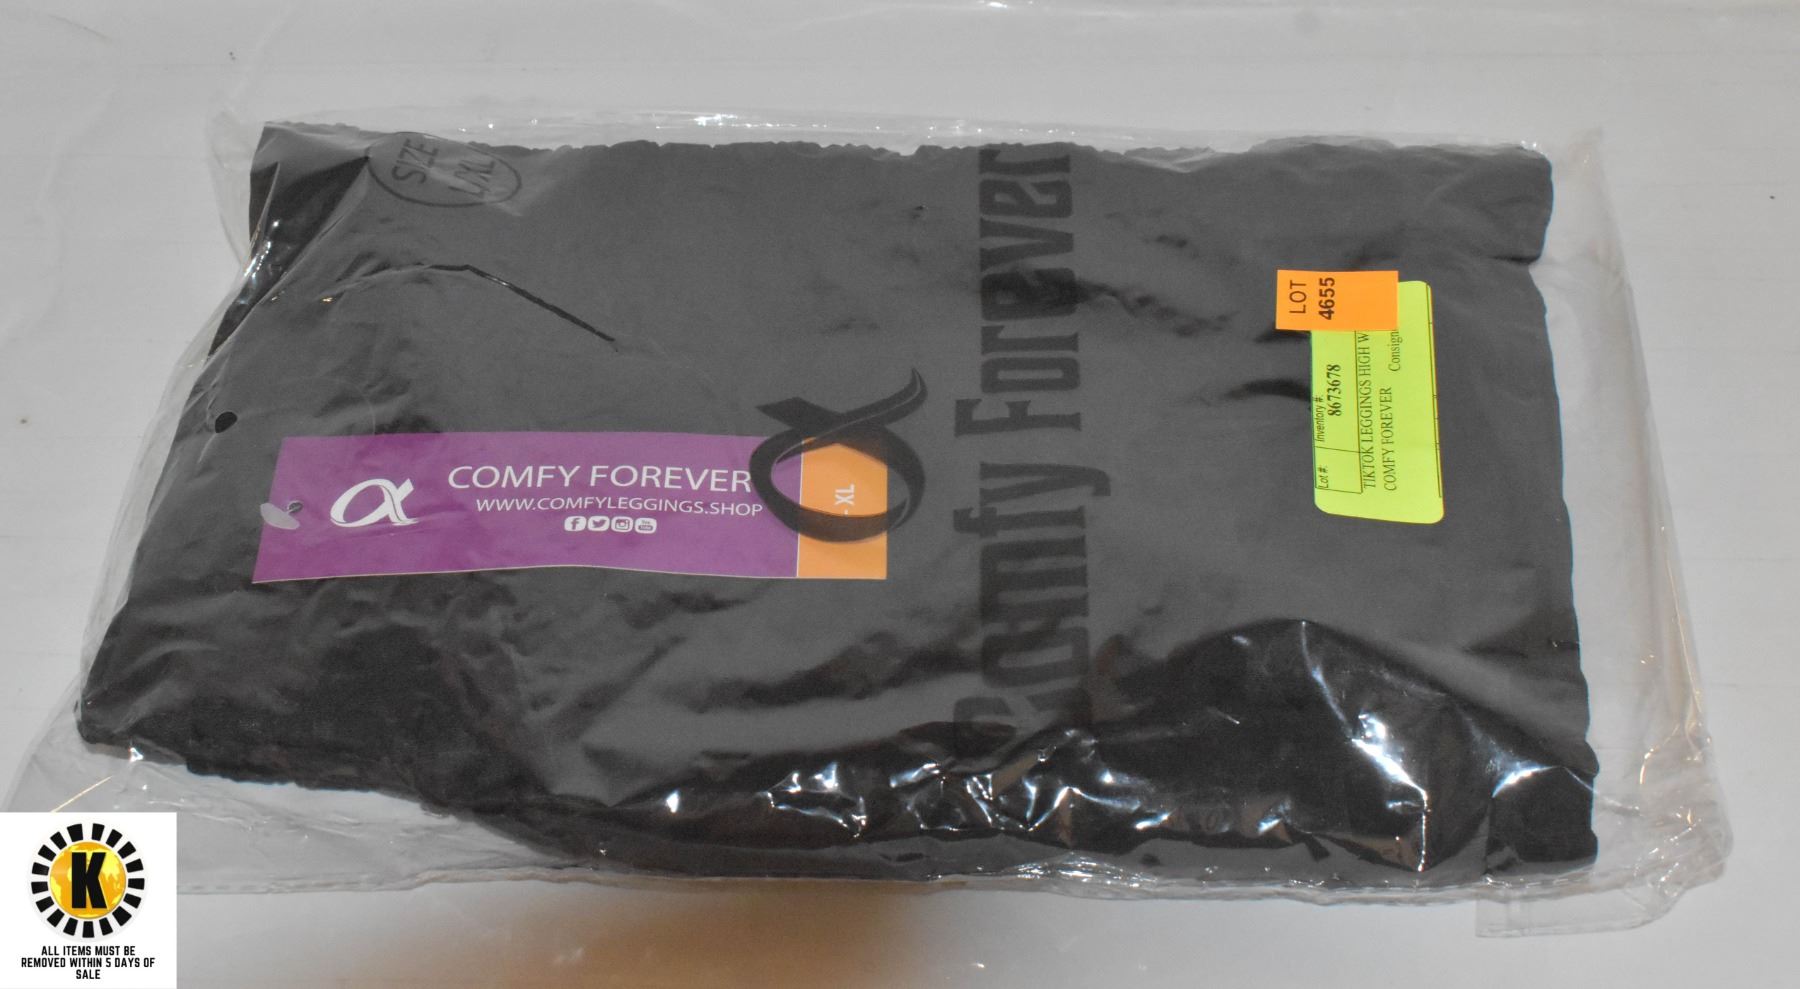 SIZE
L/XL
Comfy Forever
COMFY FOREVER
WWW.COMFYLEGGINGS.SHOP
XL
LOT
4655
Lot #:
Inventory #:
8673678
TIKTOK LEGGINGS HIGH W
COMFY FOREVER
Consign
K
ALL ITEMS MUST BE
REMOVED WITHIN 5 DAYS OF
SALE